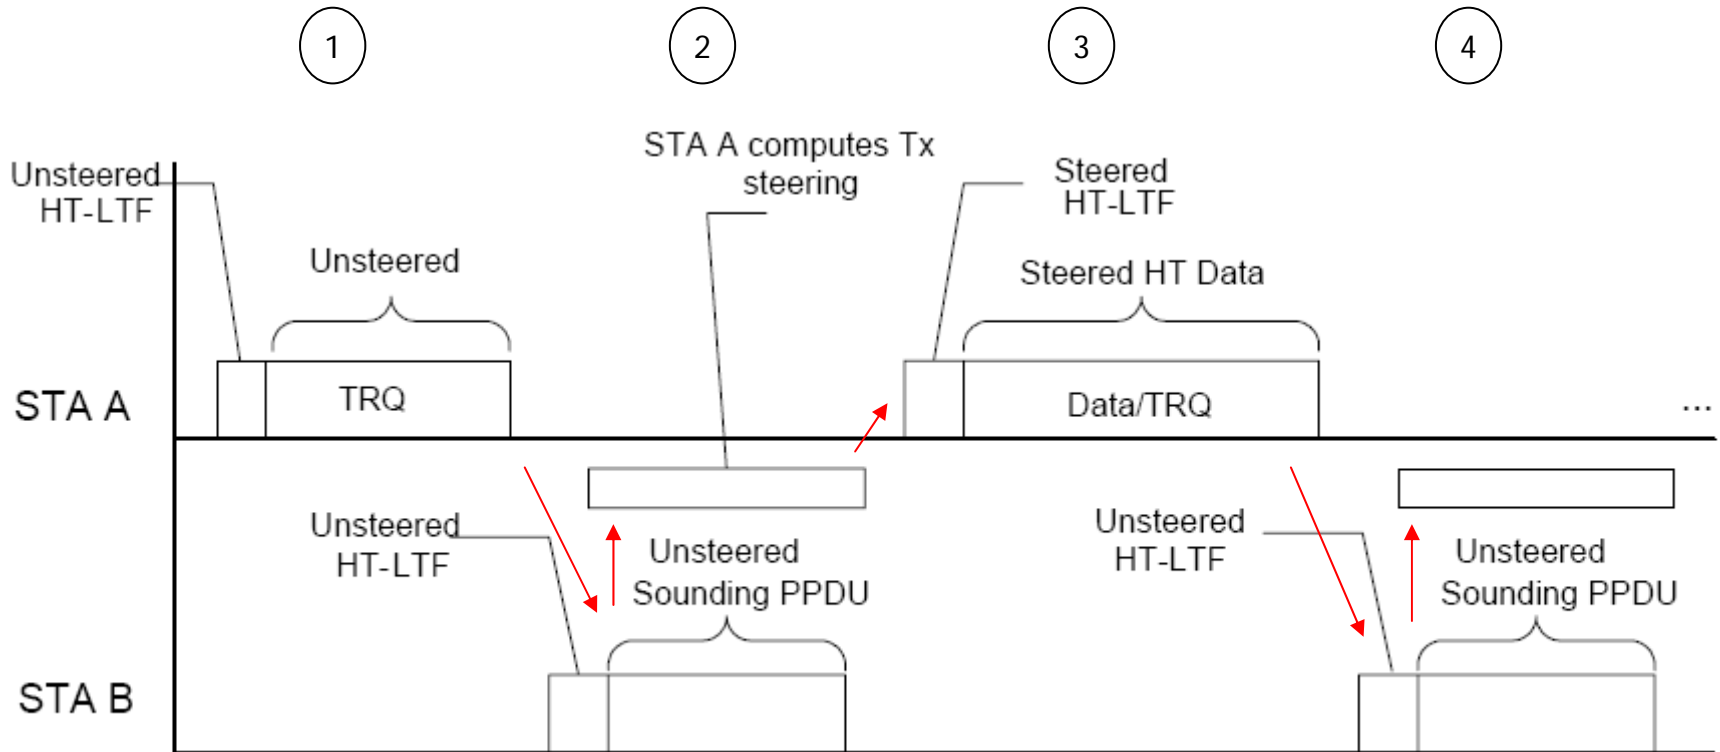 1
2
3
4
STA A computes Tx
steering
Unsteered
HT-LTF
Steered
HT-LTF
Unsteered
Steered HT Data
STA A
TRQ
Data/TRQ
...
Unsteered
HT-LTF
Unsteered
Sounding PPDU
Unsteered
HT-LTF
Unsteered
Sounding PPDU
STA B